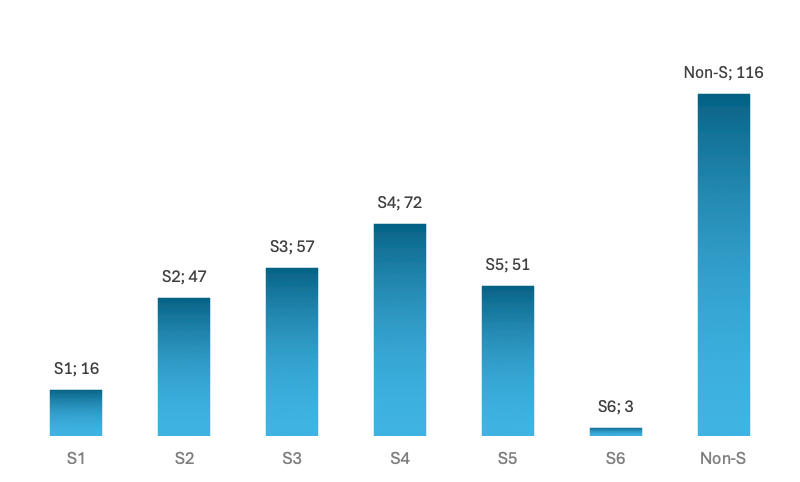 Non-S; 116
S4; 72
S3; 57
S5; 51
S2; 47
S1; 16
S6; 3
S1 S2 S3 S4 S5 S6 Non-S